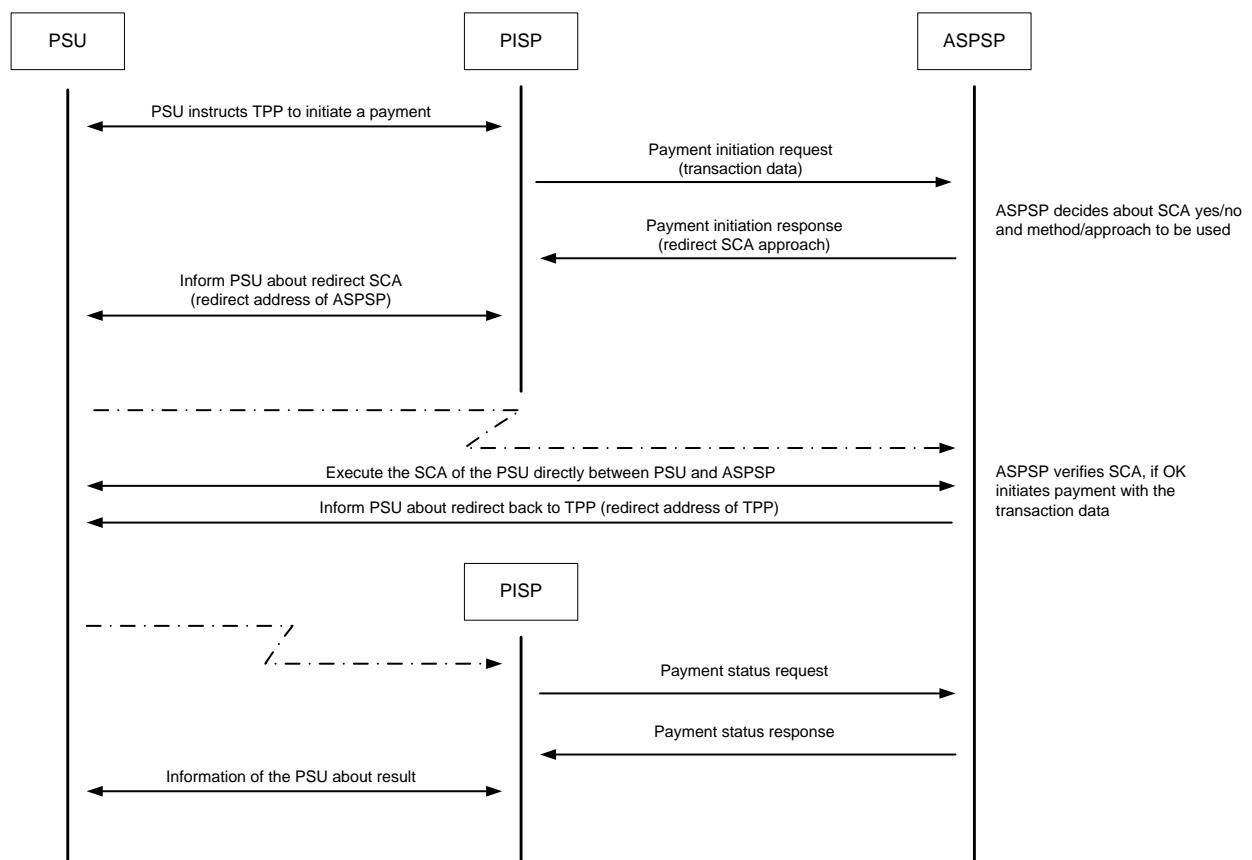 PSU
PISP
ASPSP
PSU instructs TPP to initiate a payment
Payment initiation request
(transaction data)
ASPSP decides about SCA yes/no
and method/approach to be used
Payment initiation response
(redirect SCA approach)
Inform PSU about redirect SCA
(redirect address of ASPSP)
Execute the SCA of the PSU directly between PSU and ASPSP
ASPSP verifies SCA, if OK
initiates payment with the
transaction data
Inform PSU about redirect back to TPP (redirect address of TPP)
PISP
Payment status request
Payment status response
Information of the PSU about result